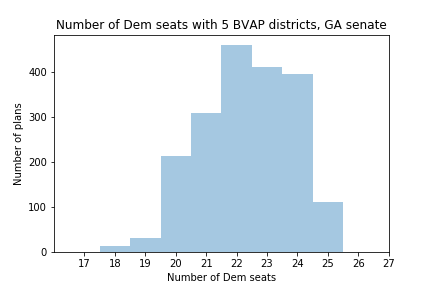 Number of Dem seats with 5 BVAP districts, GA senate
Number of plans
400
300
200
100
0
17 18 19 20 21 22 23 24 25 26 27
Number of Dem seats